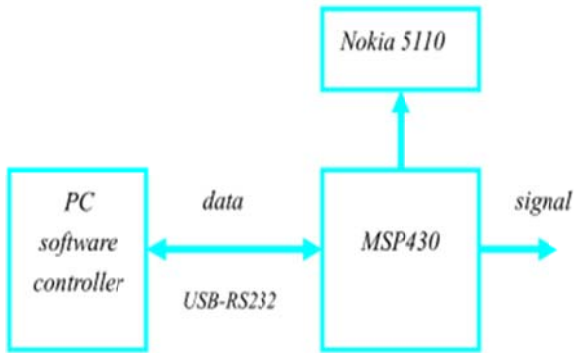 Nokia 5110
PC
software
controller
data
USB-RS232
MSP430
signal